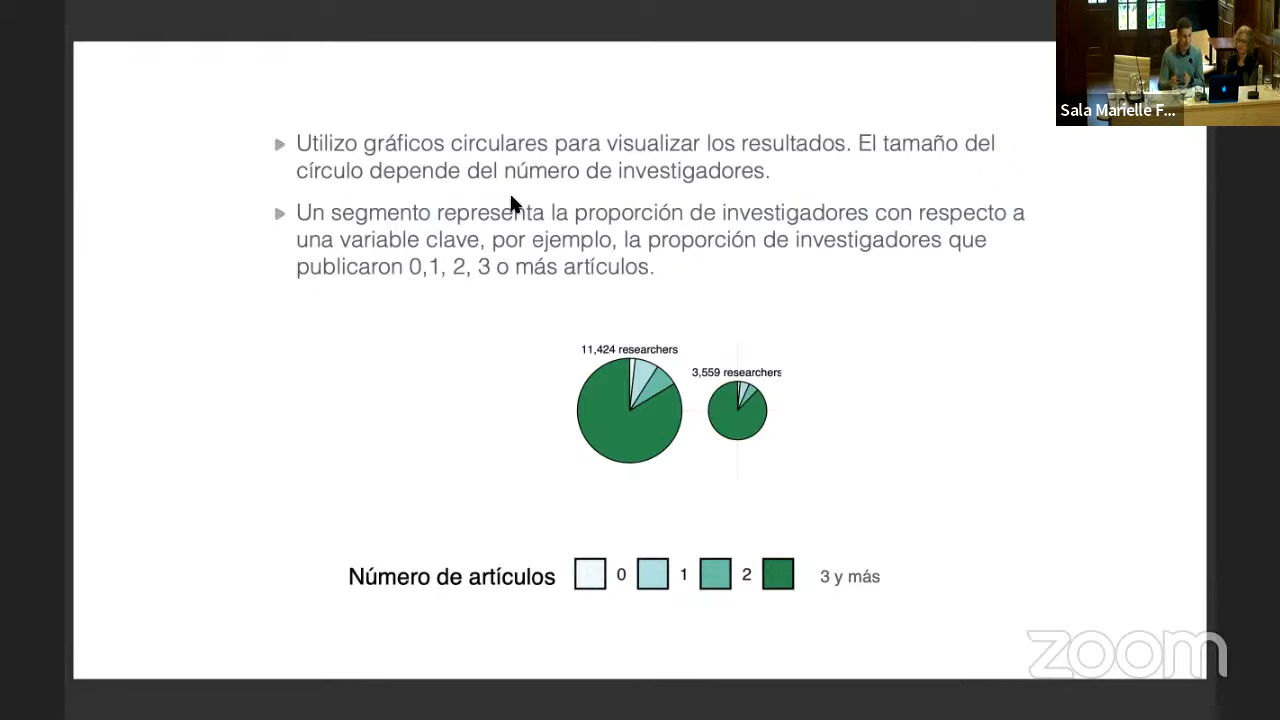 Sala Marielle F...
Utilizo gráficos circulares para visualizar los resultados. El tamaño del
círculo depende del número de investigadores.
Un segmento representa la proporción de investigadores con respecto a
una variable clave, por ejemplo, la proporción de investigadores que
publicaron 0,1, 2, 3 o más artículos.
11,424 researchers
3,559 researchers
Número de artículos 0 1 2 3 y más
zoom